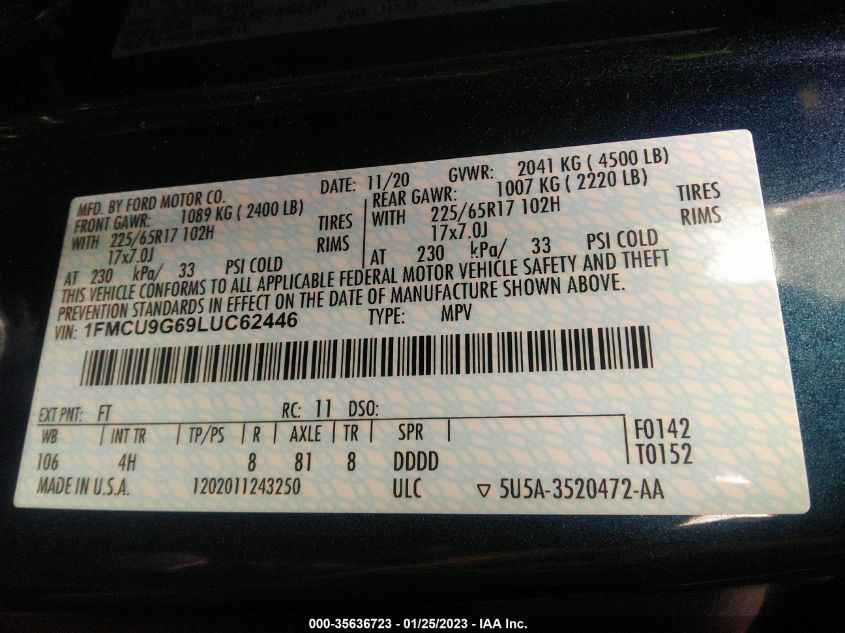 MFD. BY FORD MOTOR CO. DATE: 11/20 GVWR: 2041 KG ( 4500 LB)
FRONT GAWR: 1089 KG ( 2400 LB) REAR GAWR: 1007 KG ( 2220 LB)
WITH 225/65R17 102H TIRES WITH 225/65R17 102H TIRES
17x7.0J RIMS 17x7.0J RIMS
AT 230 kPa/ 33 PSI COLD AT 230 kPa/ 33 PSI COLD
THIS VEHICLE CONFORMS TO ALL APPLICABLE FEDERAL MOTOR VEHICLE SAFETY AND THEFT
PREVENTION STANDARDS IN EFFECT ON THE DATE OF MANUFACTURE SHOWN ABOVE.
VIN: 1FMCU9G69LUC62446 TYPE: MPV
EXT PNT: FT RC: 11 DSO:
WB INT TR TP/PS R AXLE TR SPR F0142
106 4H 8 81 8 DDDD T0152
MADE IN U.S.A. 1202011243250 ULC ▽ 5U5A-3520472-AA
000-35636723 - 01/25/2023 - IAA Inc.